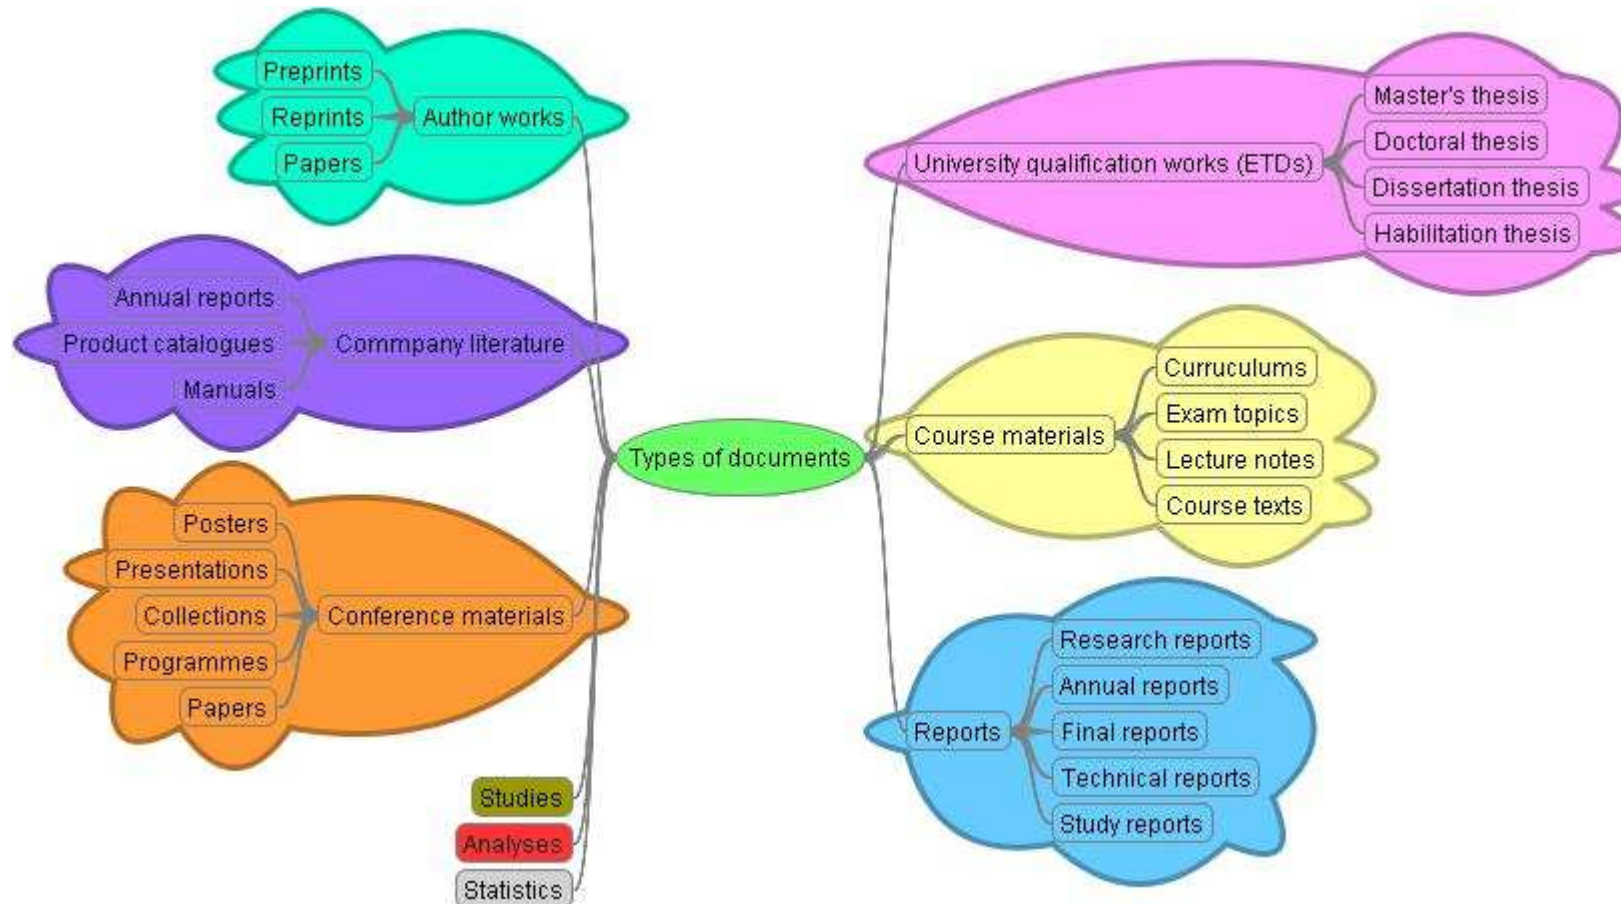 Preprints
Reprints
Papers
Author works
Annual reports
Product catalogues
Manuals
Commpany literature
Posters
Presentations
Collections
Programmes
Papers
Conference materials
Studies
Analyses
Statistics
Types of documents
University qualification works (ETDs)
Master's thesis
Doctoral thesis
Dissertation thesis
Habilitation thesis
Course materials
Curruculums
Exam topics
Lecture notes
Course texts
Reports
Research reports
Annual reports
Final reports
Technical reports
Study reports